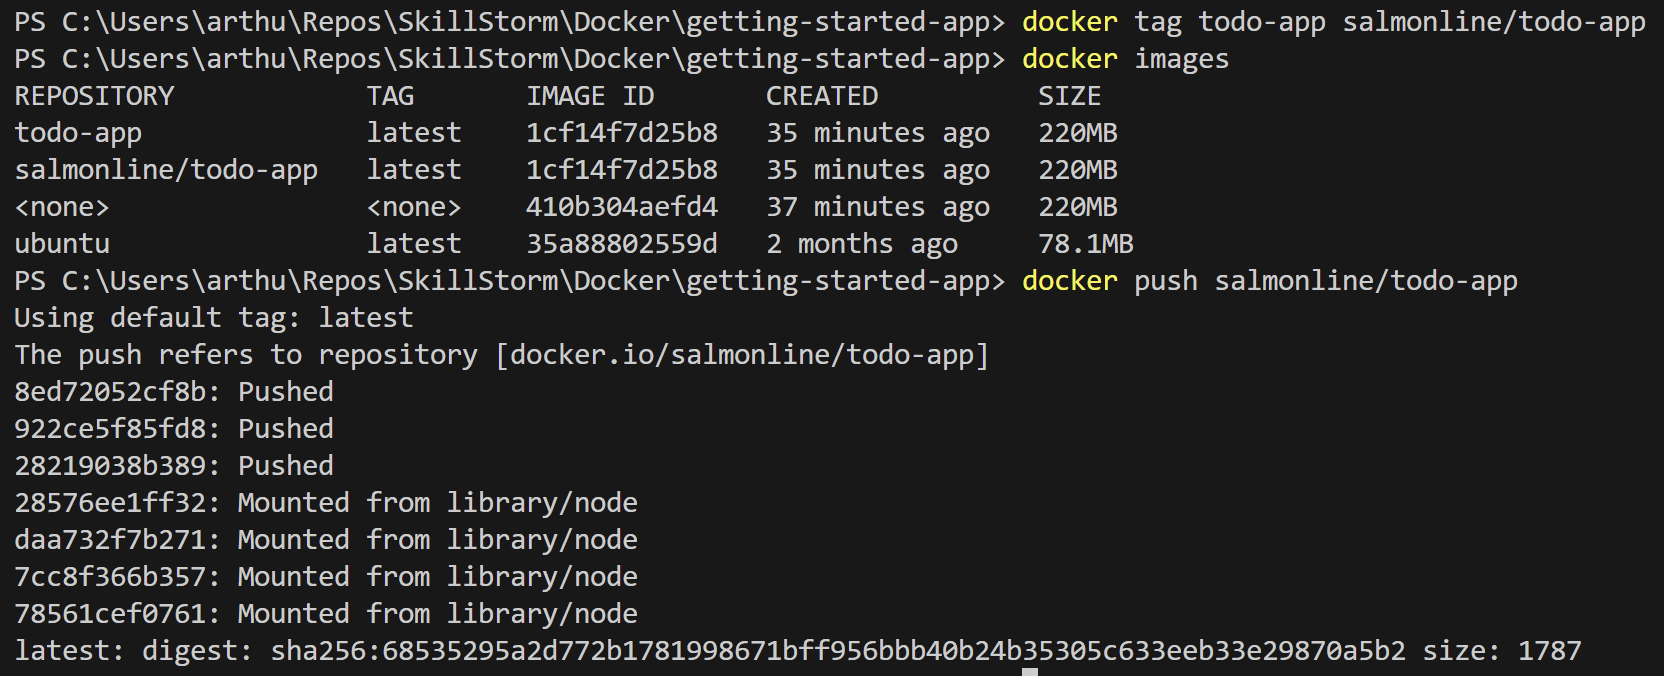 PS C:\Users\arthu\Repos\SkillStorm\Docker\getting-started-app> docker tag todo-app salmonline/todo-app
PS C:\Users\arthu\Repos\SkillStorm\Docker\getting-started-app> docker images
REPOSITORY            TAG       IMAGE ID       CREATED          SIZE
todo-app              latest    1cf14f7d25b8   35 minutes ago   220MB
salmonline/todo-app   latest    1cf14f7d25b8   35 minutes ago   220MB
<none>                <none>    410b304aefd4   37 minutes ago   220MB
ubuntu                latest    35a88802559d   2 months ago     78.1MB
PS C:\Users\arthu\Repos\SkillStorm\Docker\getting-started-app> docker push salmonline/todo-app
Using default tag: latest
The push refers to repository [docker.io/salmonline/todo-app]
8ed72052cf8b: Pushed
922ce5f85fd8: Pushed
28219038b389: Pushed
28576ee1ff32: Mounted from library/node
daa732f7b271: Mounted from library/node
7cc8f366b357: Mounted from library/node
78561cef0761: Mounted from library/node
latest: digest: sha256:68535295a2d772b1781998671bff956bbb40b24b35305c633eeb33e29870a5b2 size: 1787